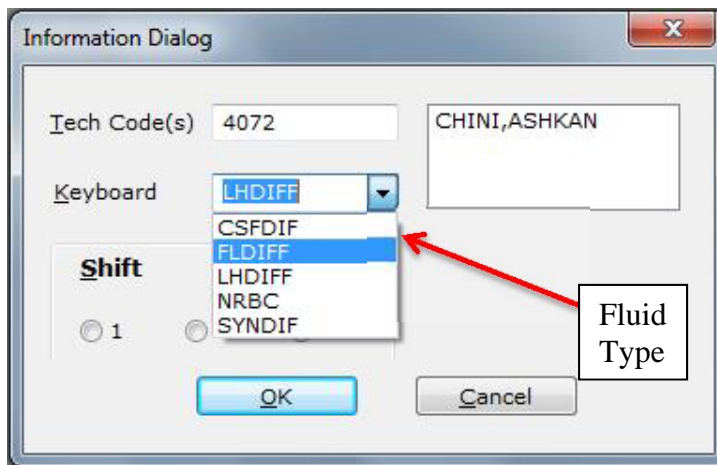 Information Dialog
Tech Code(s) 4072 CHINI,ASHKAN
Keyboard LHDIFF
CSFDIF
FLDIFF
LHDIFF
NRBC
SYNDIF
Shift
1
Fluid
Type
OK Cancel